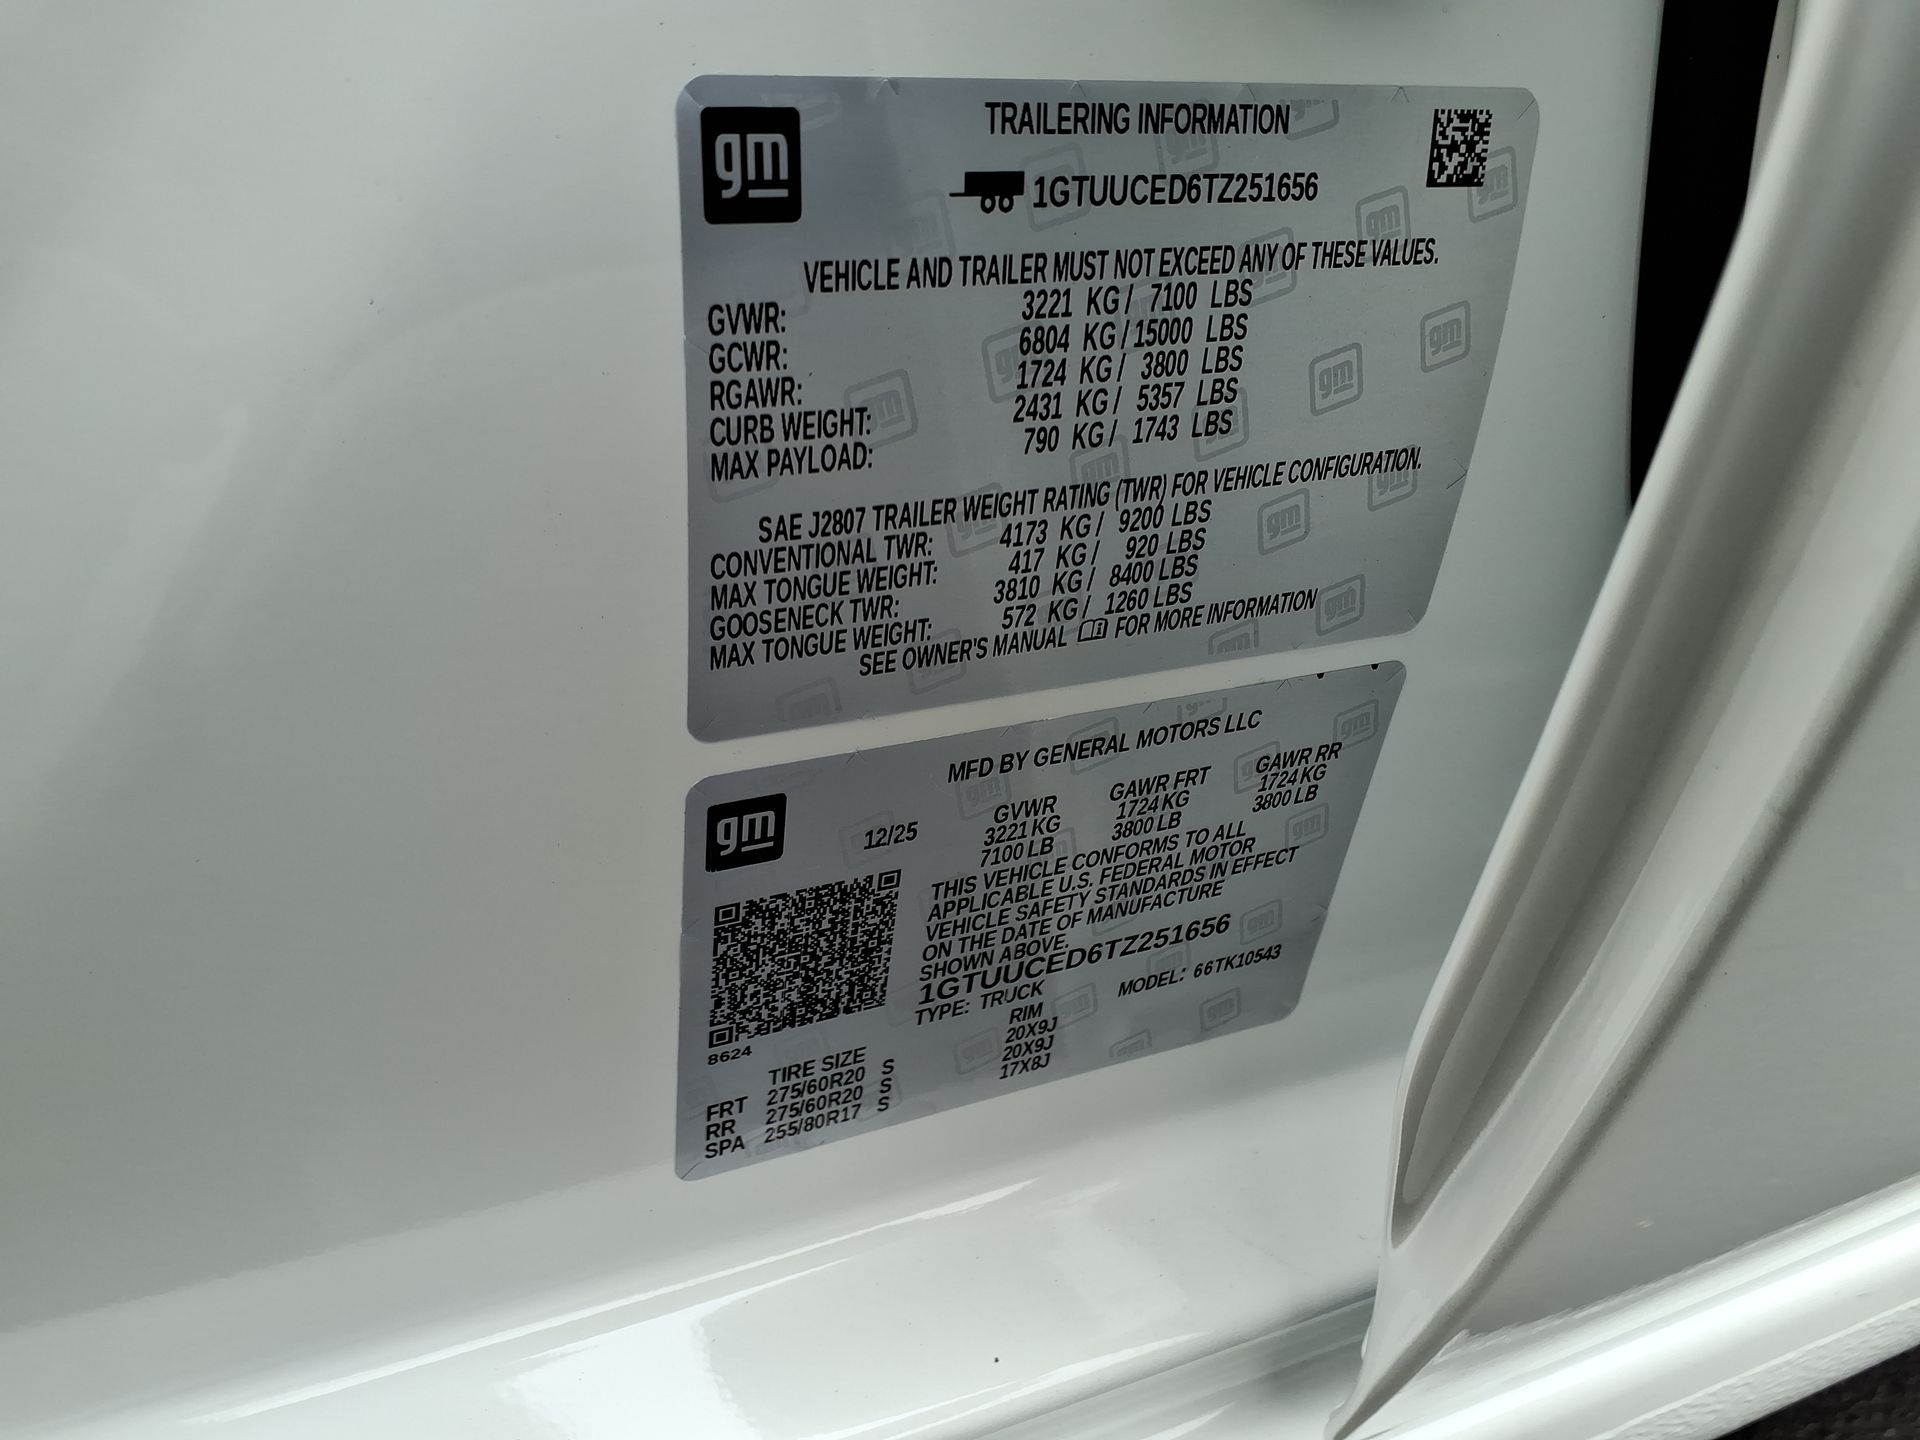 gm
TRAILERING INFORMATION
1GTUUCED6TZ251656
VEHICLE AND TRAILER MUST NOT EXCEED ANY OF THESE VALUES.
GVWR: 3221 KG / 7100 LBS
GCWR: 6804 KG / 15000 LBS
RGAWR: 1724 KG / 3800 LBS
CURB WEIGHT: 2431 KG / 5357 LBS
MAX PAYLOAD: 790 KG / 1743 LBS
SAE J2807 TRAILER WEIGHT RATING (TWR) FOR VEHICLE CONFIGURATION.
CONVENTIONAL TWR: 4173 KG / 9200 LBS
MAX TONGUE WEIGHT: 417 KG / 920 LBS
GOOSENECK TWR: 3810 KG / 8400 LBS
MAX TONGUE WEIGHT: 572 KG / 1260 LBS
SEE OWNER'S MANUAL FOR MORE INFORMATION
gm
MFD BY GENERAL MOTORS LLC
12/25 GVWR GAWR FRT GAWR RR
3221 KG 1724 KG 1724 KG
7100 LB 3800 LB 3800 LB
THIS VEHICLE CONFORMS TO ALL
APPLICABLE U.S. FEDERAL MOTOR
VEHICLE SAFETY STANDARDS IN EFFECT
ON THE DATE OF MANUFACTURE
SHOWN ABOVE.
1GTUUCED6TZ251656
TYPE: TRUCK MODEL: 66TK10543
8624
TIRE SIZE RIM
FRT 275/60R20 S 20X9J
RR 275/60R20 S 20X9J
SPA 255/80R17 S 17X8J